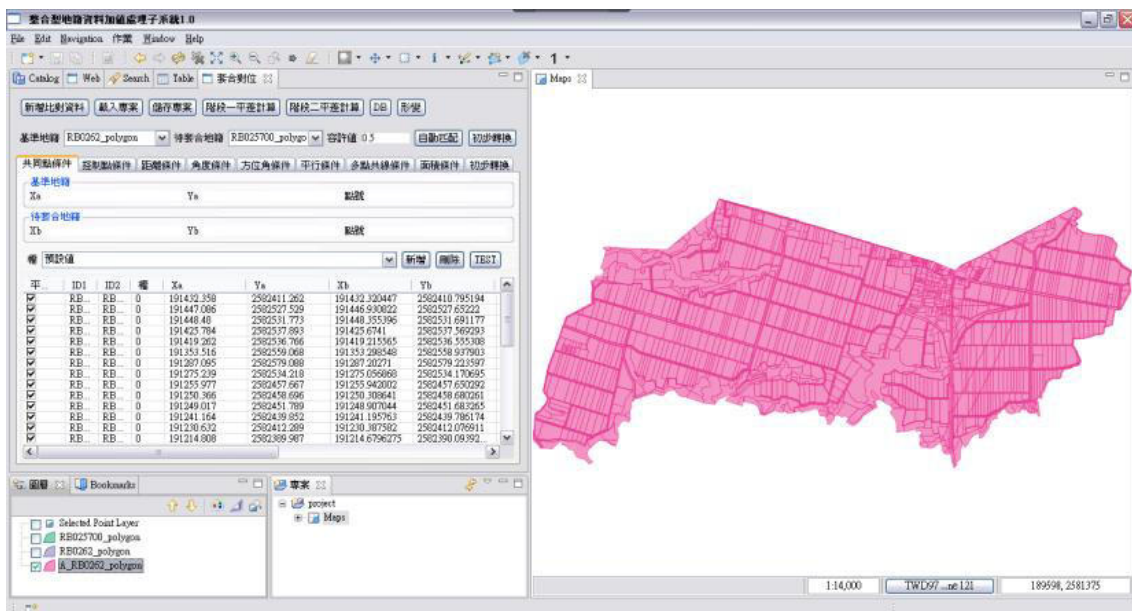 整合型地籍資料加值處理子系統1.0
File Edit Navigation 作業 Window Help
1
Catalog Web Search Table 套合對位
Maps
新增比對資料 載入專案 儲存專案 階段一平差計算 階段二平差計算 DB 形變
基準地籍 RB0262_polygon 待套合地籍 RB025700_polygo 容許值 0.5 自動匹配 初步轉換
共同點條件 控制點條件 距離條件 角度條件 方位角條件 平行條件 多點共線條件 面積條件 初步轉換
基準地籍
Xa Ya 點號
待套合地籍
Xb Yb 點號
權 預設值 新增 刪除 TEST
平... ID1 ID2 權 Xa Ya Xb Yb
RB... RB... 0 191432.358 2582411.262 191432.320447 2582410.795194
RB... RB... 0 191447.086 2582527.529 191446.930822 2582527.65222
RB... RB... 0 191448.48 2582531.773 191448.355396 2582531.691177
RB... RB... 0 191425.784 2582537.893 191425.6741 2582537.569293
RB... RB... 0 191419.262 2582536.766 191419.215565 2582536.555308
RB... RB... 0 191353.516 2582559.068 191353.298548 2582558.937903
RB... RB... 0 191287.095 2582579.088 191287.20271 2582579.223597
RB... RB... 0 191275.239 2582534.218 191275.056868 2582534.170695
RB... RB... 0 191255.977 2582457.667 191255.942002 2582457.650292
RB... RB... 0 191250.366 2582458.696 191250.308641 2582458.680261
RB... RB... 0 191249.017 2582451.789 191248.907044 2582451.683265
RB... RB... 0 191241.164 2582439.852 191241.195763 2582439.786174
RB... RB... 0 191230.632 2582412.289 191230.387582 2582412.076911
RB... RB... 0 191214.808 2582389.987 191214.6796275 2582390.09392...
圖層 Bookmarks
專案
project
Maps
Selected Point Layer
RB025700_polygon
RB0262_polygon
A_RB0262_polygon
1:14,000 TWD97 ...ne 121 189598, 2581375